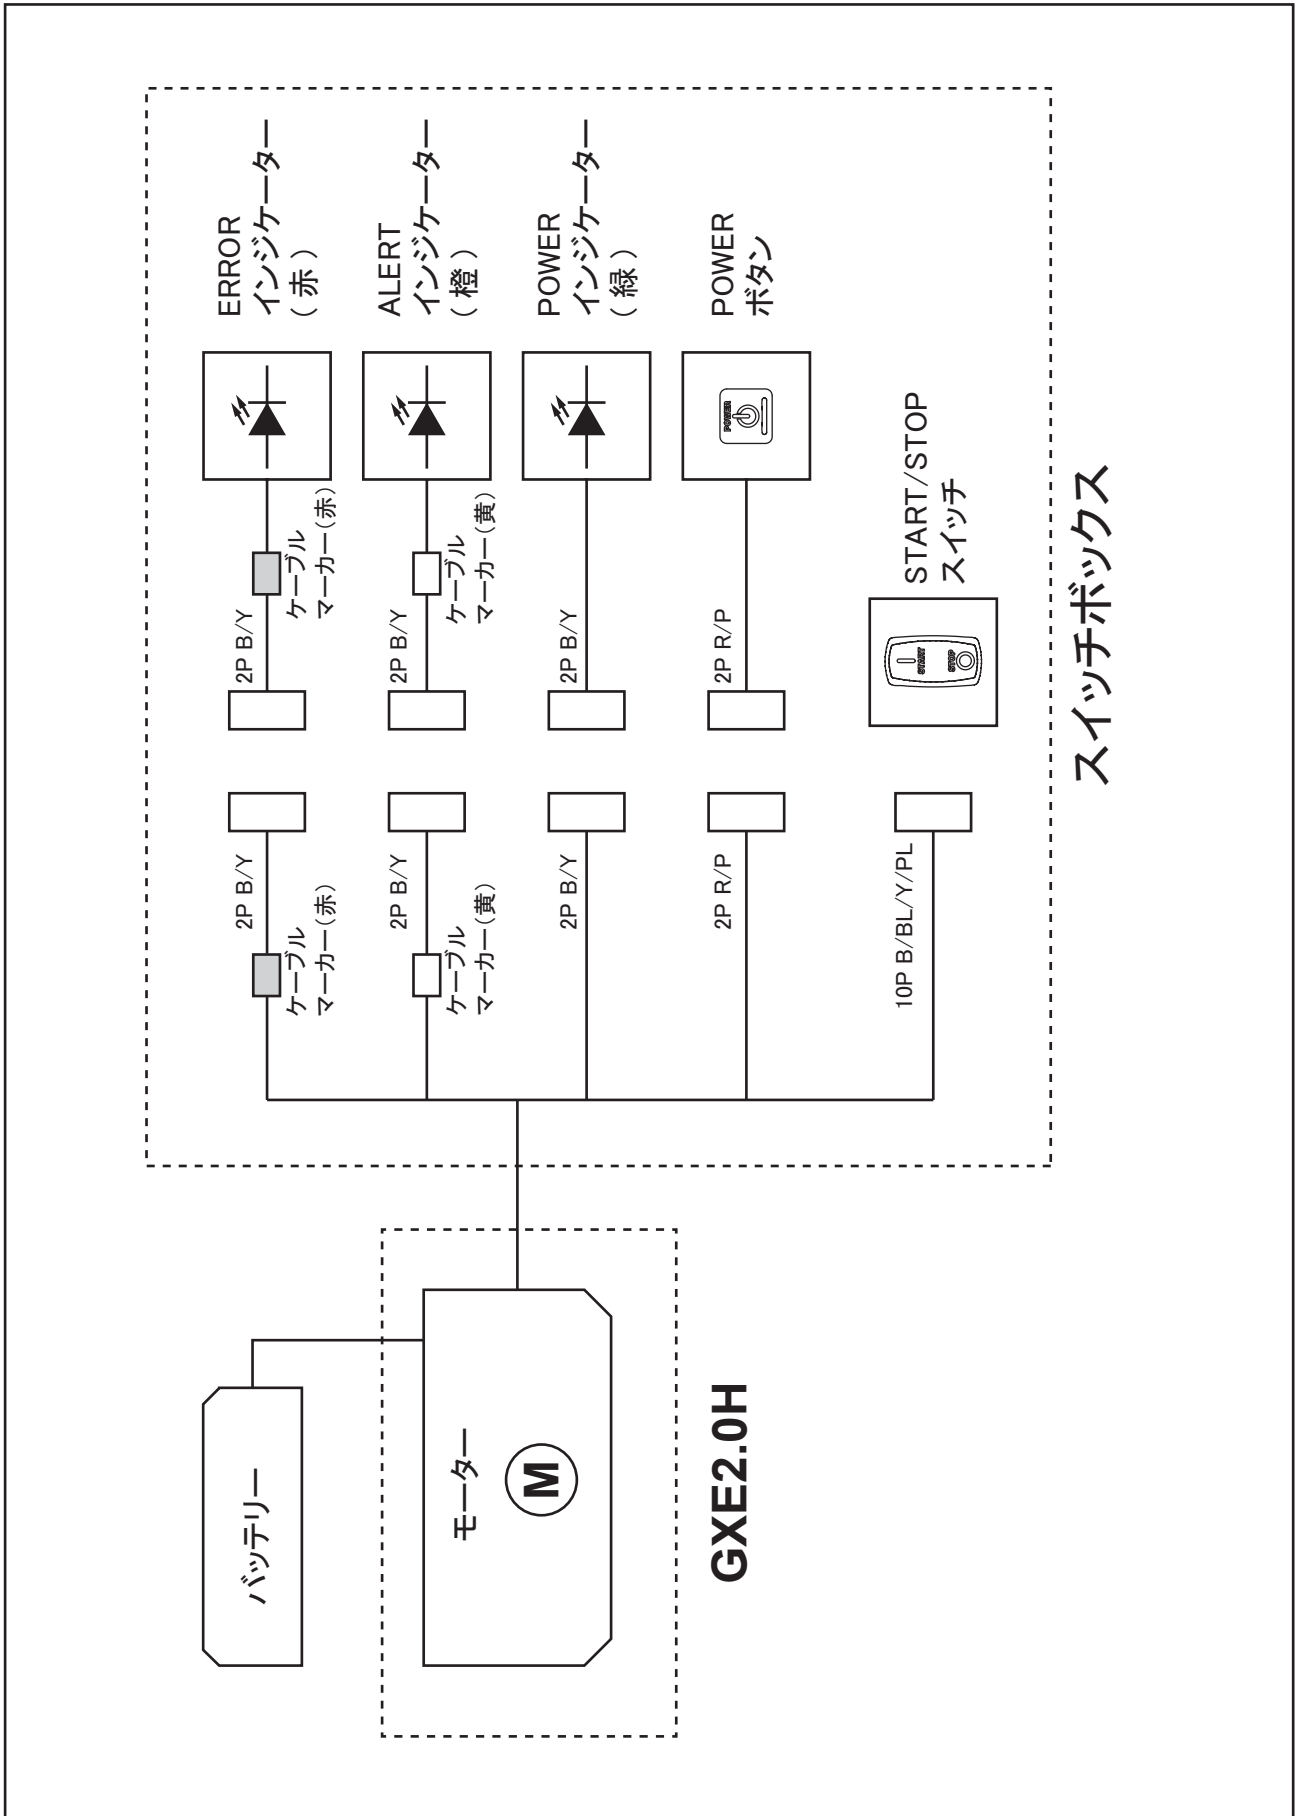 バッテリー
モーター
M
GXE2.0H
2P B/Y
ケーブル
マーカー(赤)
2P B/Y
ケーブル
マーカー(赤)
ERROR
インジケーター
(赤)
2P B/Y
ケーブル
マーカー(黄)
2P B/Y
ケーブル
マーカー(黄)
ALERT
インジケーター
(橙)
2P B/Y
2P B/Y
POWER
インジケーター
(緑)
2P R/P
2P R/P
POWER
POWER
ボタン
10P B/BL/Y/PL
START
STOP
START/STOP
スイッチ
スイッチボックス